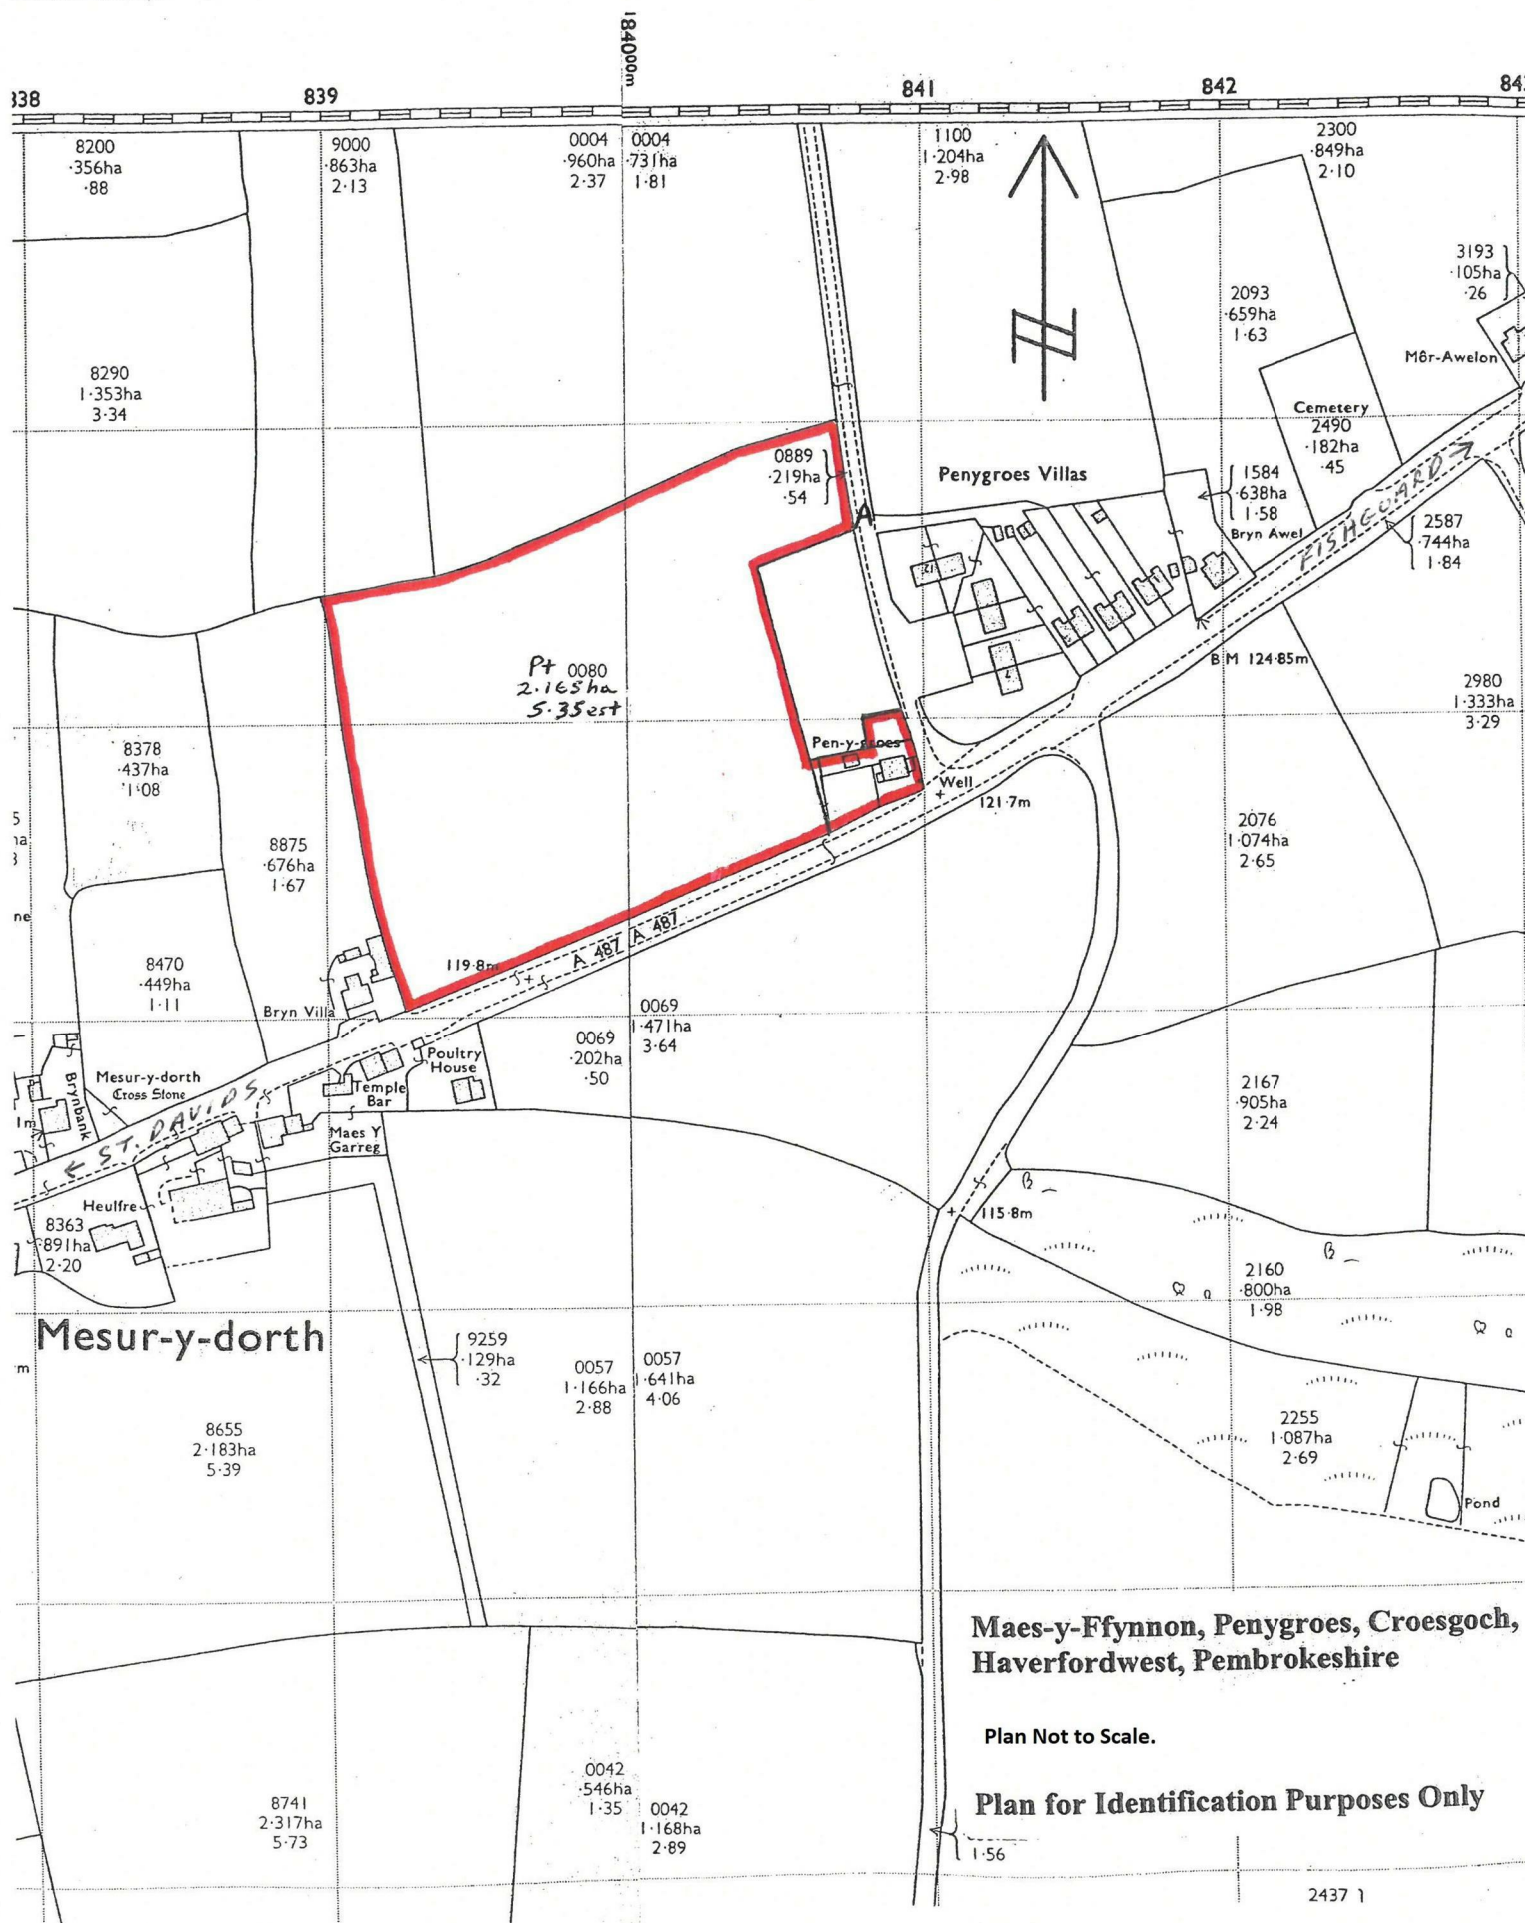 184000m
838
839
841
842
8200
·356ha
·88
9000
·863ha
2·13
0004
·960ha
2·37
0004
·731ha
1·81
1100
1·204ha
2·98
2300
·849ha
2·10
3193
·105ha
·26
2093
·659ha
1·63
Môr-Awelon
8290
1·353ha
3·34
Cemetery
2490
·182ha
·45
0889
·219ha
·54
A
Penygroes Villas
1584
·638ha
1·58
Bryn Awel
FISHGUARD
2587
·744ha
1·84
12
7
BM 124·85m
Pt 0080
2·165ha
5·35est
2980
1·333ha
3·29
8378
·437ha
1·08
Pen-y-groes
Well
121·7m
2076
1·074ha
2·65
8875
·676ha
1·67
ne
A 487
A 487
119·8m
8470
·449ha
1·11
Bryn Villa
0069
1·471ha
3·64
0069
·202ha
·50
Poultry
House
Temple
Bar
Mesur-y-dorth
Cross Stone
Brynbank
ST. DAVIDS
Maes Y
Garreg
2167
·905ha
2·24
Heulfre
8363
·891ha
2·20
115·8m
2160
·800ha
1·98
Mesur-y-dorth
m
9259
·129ha
·32
0057
1·166ha
2·88
0057
1·641ha
4·06
8655
2·183ha
5·39
2255
1·087ha
2·69
Pond
Maes-y-Ffynnon, Penygroes, Croesgoch,
Haverfordwest, Pembrokeshire
Plan Not to Scale.
Plan for Identification Purposes Only
0042
·546ha
1·35
0042
1·168ha
2·89
8741
2·317ha
5·73
1·56
2437 1